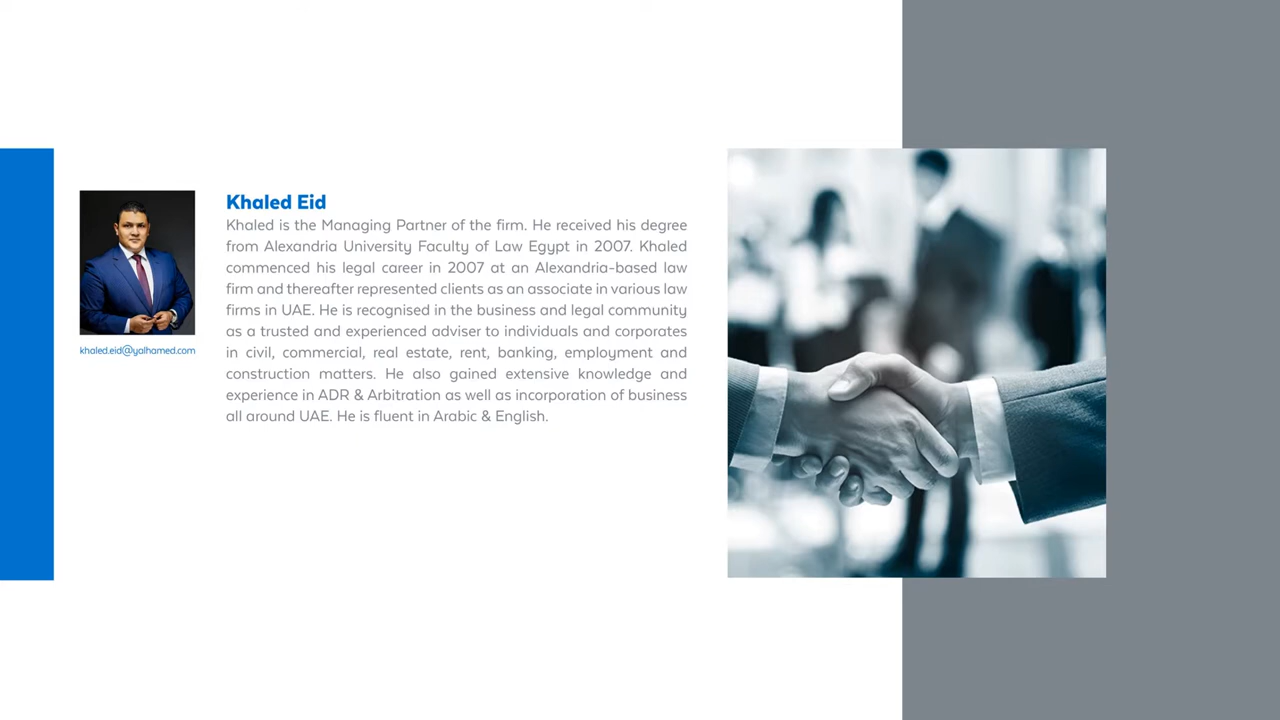 Khaled Eid
Khaled is the Managing Partner of the firm. He received his degree
from Alexandria University Faculty of Law Egypt in 2007. Khaled
commenced his legal career in 2007 at an Alexandria-based law
firm and thereafter represented clients as an associate in various law
firms in UAE. He is recognised in the business and legal community
as a trusted and experienced adviser to individuals and corporates
in civil, commercial, real estate, rent, banking, employment and
construction matters. He also gained extensive knowledge and
experience in ADR & Arbitration as well as incorporation of business
all around UAE. He is fluent in Arabic & English.
khaled.eid@yalhamed.com